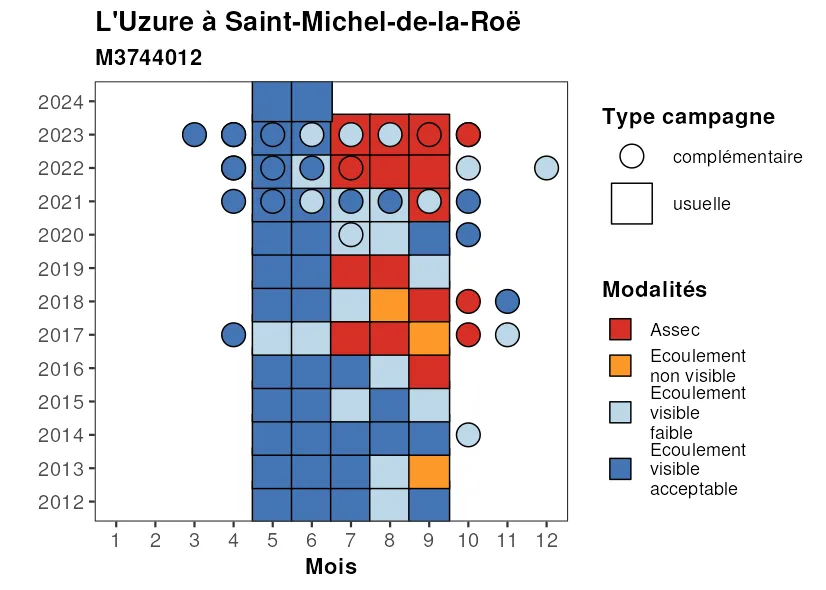 L'Uzure à Saint-Michel-de-la-Roë
M3744012
2024
2023
2022
2021
2020
2019
2018
2017
2016
2015
2014
2013
2012
1 2 3 4 5 6 7 8 9 10 11 12
Mois
Type campagne
complémentaire
usuelle
Modalités
Assec
Ecoulement
non visible
Ecoulement
visible
faible
Ecoulement
visible
acceptable